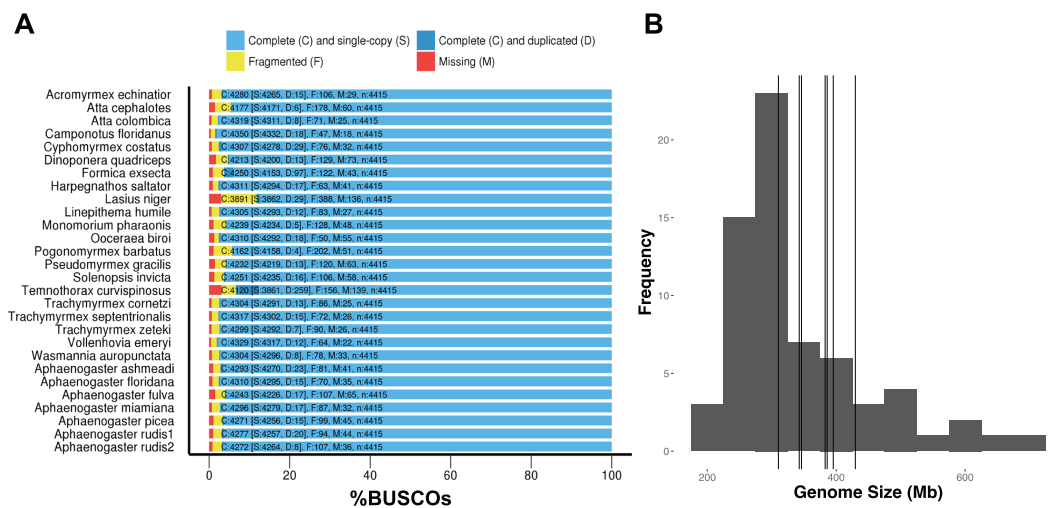 A
B
Complete (C) and single-copy (S)
Complete (C) and duplicated (D)
Fragmented (F)
Missing (M)
Acromyrmex echinatior C:4280 [S:4265, D:15], F:106, M:29, n:4415
Atta cephalotes C:4177 [S:4171, D:6], F:178, M:60, n:4415
Atta colombica C:4319 [S:4311, D:8], F:71, M:25, n:4415
Camponotus floridanus C:4350 [S:4332, D:18], F:47, M:18, n:4415
Cyphomyrmex costatus C:4307 [S:4278, D:29], F:76, M:32, n:4415
Dinoponera quadriceps C:4213 [S:4200, D:13], F:129, M:73, n:4415
Formica exsecta C:4250 [S:4153, D:97], F:122, M:43, n:4415
Harpegnathos saltator C:4311 [S:4294, D:17], F:63, M:41, n:4415
Lasius niger C:3891 [S:3862, D:29], F:388, M:136, n:4415
Linepithema humile C:4305 [S:4293, D:12], F:83, M:27, n:4415
Monomorium pharaonis C:4239 [S:4234, D:5], F:128, M:48, n:4415
Ooceraea biroi C:4310 [S:4292, D:18], F:50, M:55, n:4415
Pogonomyrmex barbatus C:4162 [S:4158, D:4], F:202, M:51, n:4415
Pseudomyrmex gracilis C:4232 [S:4219, D:13], F:120, M:63, n:4415
Solenopsis invicta C:4251 [S:4235, D:16], F:106, M:58, n:4415
Temnothorax curvispinosus C:4120 [S:3861, D:259], F:156, M:139, n:4415
Trachymyrmex cornetzi C:4304 [S:4291, D:13], F:86, M:25, n:4415
Trachymyrmex septentrionalis C:4317 [S:4302, D:15], F:72, M:26, n:4415
Trachymyrmex zeteki C:4299 [S:4292, D:7], F:90, M:26, n:4415
Vollenhovia emeryi C:4329 [S:4317, D:12], F:64, M:22, n:4415
Wasmannia auropunctata C:4304 [S:4296, D:8], F:78, M:33, n:4415
Aphaenogaster ashmeadi C:4293 [S:4270, D:23], F:81, M:41, n:4415
Aphaenogaster floridana C:4310 [S:4295, D:15], F:70, M:35, n:4415
Aphaenogaster fulva C:4243 [S:4226, D:17], F:107, M:65, n:4415
Aphaenogaster miamiana C:4296 [S:4279, D:17], F:87, M:32, n:4415
Aphaenogaster picea C:4271 [S:4256, D:15], F:99, M:45, n:4415
Aphaenogaster rudis1 C:4277 [S:4257, D:20], F:94, M:44, n:4415
Aphaenogaster rudis2 C:4272 [S:4264, D:8], F:107, M:36, n:4415
0 20 40 60 80 100
%BUSCOs
Frequency
20
15
10
5
0
200 400 600
Genome Size (Mb)